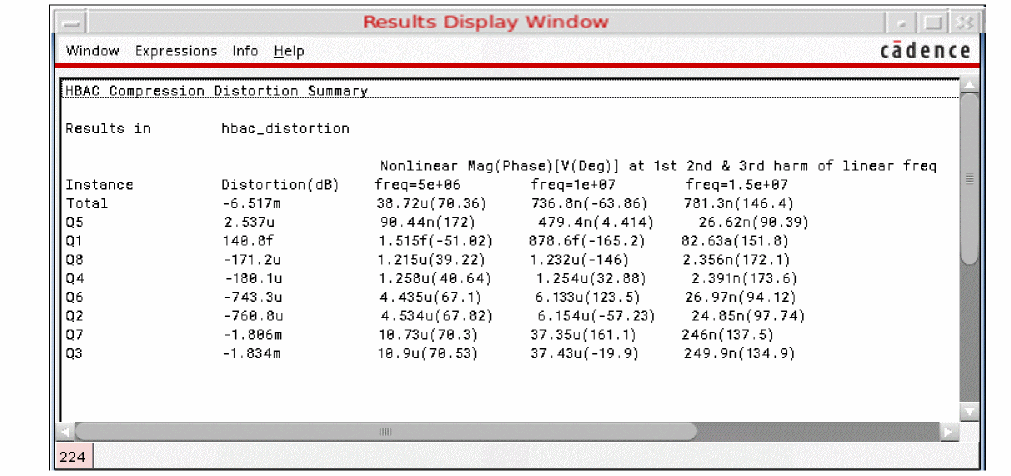 Results Display Window
Window Expressions Info Help cādence
HBAC Compression Distortion Summary
Results in hbac_distortion
Nonlinear Mag(Phase)[V(Deg)] at 1st 2nd & 3rd harm of linear freq
Instance Distortion(dB) freq=5e+06 freq=1e+07 freq=1.5e+07
Total -6.517m 38.72u(70.36) 736.8n(-63.86) 781.3n(146.4)
Q5 2.537u 90.44n(172) 479.4n(4.414) 26.62n(90.39)
Q1 140.8f 1.515f(-51.02) 878.6f(-165.2) 82.63a(151.8)
Q8 -171.2u 1.215u(39.22) 1.232u(-146) 2.356n(172.1)
Q4 -180.1u 1.258u(40.64) 1.254u(32.88) 2.391n(173.6)
Q6 -743.3u 4.435u(67.1) 6.133u(123.5) 26.97n(94.12)
Q2 -760.8u 4.534u(67.82) 6.154u(-57.23) 24.85n(97.74)
Q7 -1.806m 10.73u(70.3) 37.35u(161.1) 246n(137.5)
Q3 -1.834m 10.9u(70.53) 37.43u(-19.9) 249.9n(134.9)
224